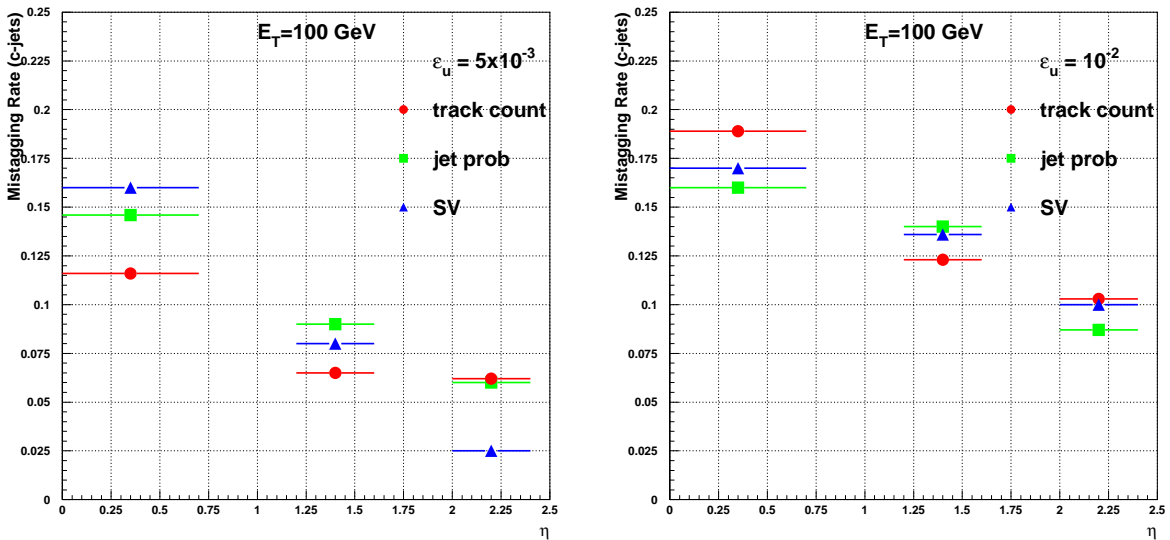 E_T=100 GeV
ε_u = 5x10^-3
track count
jet prob
SV
Mistagging Rate (c-jets)
0.25
0.225
0.2
0.175
0.15
0.125
0.1
0.075
0.05
0.025
0
0 0.25 0.5 0.75 1 1.25 1.5 1.75 2 2.25 2.5
η
E_T=100 GeV
ε_u = 10^-2
track count
jet prob
SV
Mistagging Rate (c-jets)
0.25
0.225
0.2
0.175
0.15
0.125
0.1
0.075
0.05
0.025
0
0 0.25 0.5 0.75 1 1.25 1.5 1.75 2 2.25 2.5
η